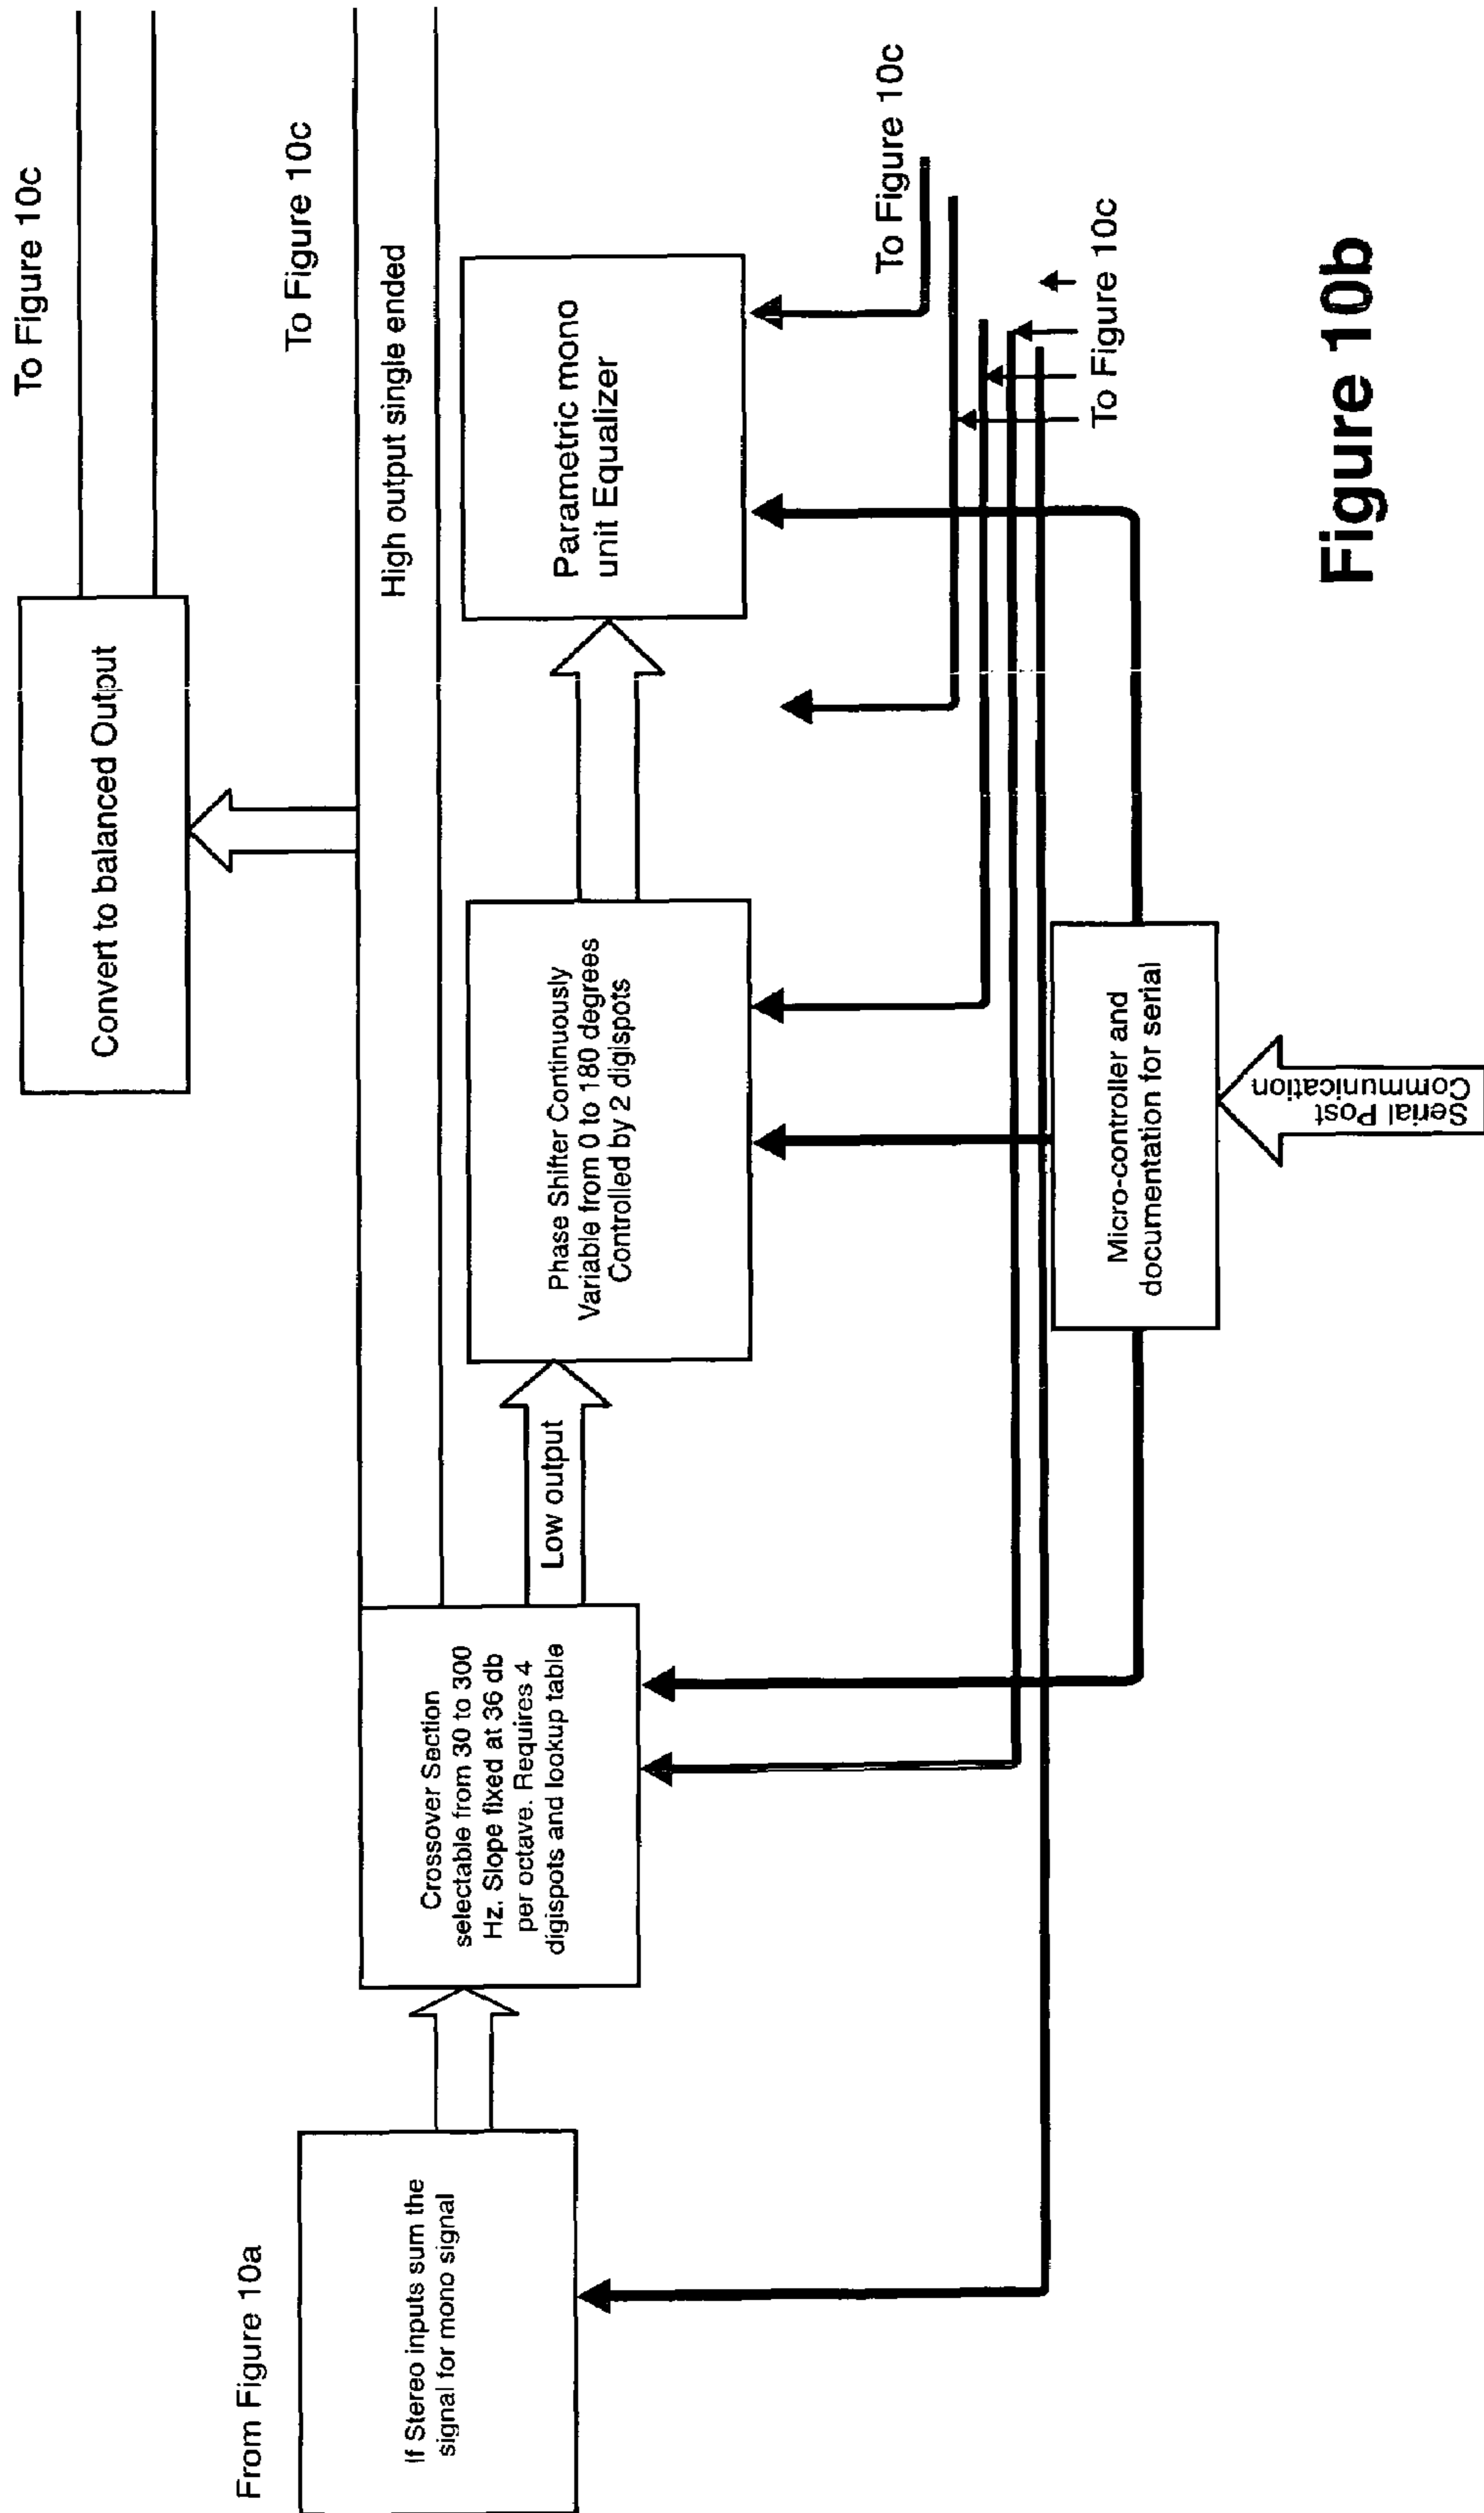 To Figure 10c
Convert to balanced Output
To Figure 10c
High output single ended
From Figure 10a
If Stereo inputs sum the
signal for mono signal
Crossover Section
selectable from 30 to 300
Hz. Slope fixed at 36 db
per octave. Requires 4
digispots and lookup table
Low output
Phase Shifter Continuously
Variable from 0 to 180 degrees
Controlled by 2 digispots
Parametric mono
unit Equalizer
To Figure 10c
To Figure 10c
Micro-controller and
documentation for serial
Serial Post
Communication
Figure 10b